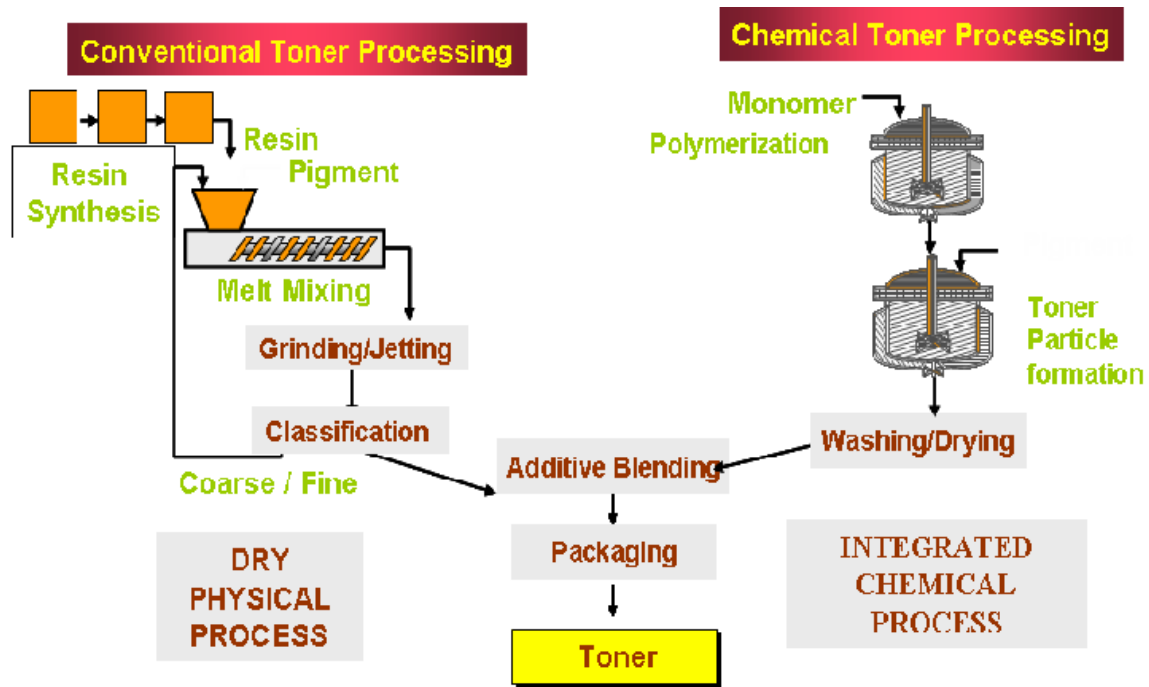 Conventional Toner Processing
Chemical Toner Processing
Resin
Pigment
Resin
Synthesis
Melt Mixing
Grinding/Jetting
Classification
Coarse / Fine
DRY
PHYSICAL
PROCESS
Monomer
Polymerization
Toner
Particle
formation
Washing/Drying
Additive Blending
Packaging
Toner
INTEGRATED
CHEMICAL
PROCESS